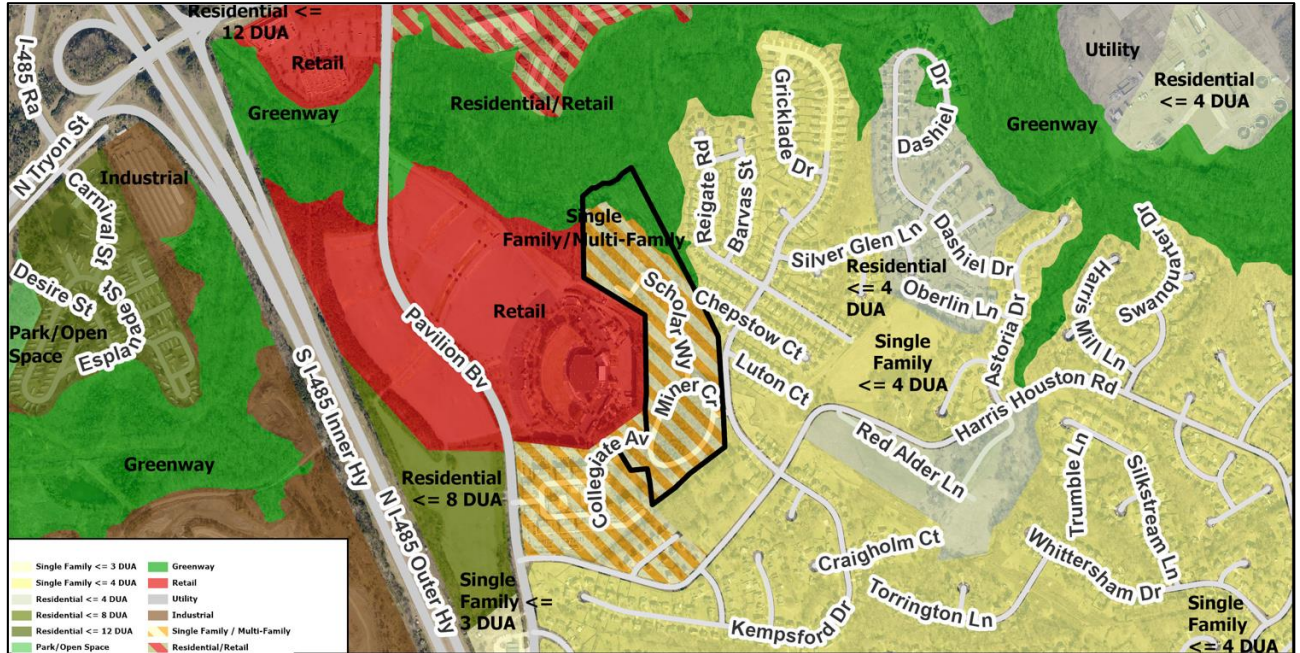 Residential <=
12 DUA
Retail
Greenway
Residential/Retail
Utility
Residential
<= 4 DUA
Greenway
I-485 Ra
N Tryon St
Industrial
Carnival St
Desire St
Esplanade St
Park/Open
Space
Greenway
S I-485 Inner Hy
N I-485 Outer Hy
Pavilion Bv
Retail
Single
Family/Multi-Family
Scholar Wy
Miner Cr
Collegiate Av
Residential
<= 8 DUA
Single
Family <=
3 DUA
Reigate Rd
Barvas St
Gricklade Dr
Dashiel Dr
Silver Glen Ln
Dashiel Dr
Residential
<= 4
DUA
Oberlin Ln
Chepstow Ct
Luton Ct
Single
Family
<= 4 DUA
Astoria Dr
Harris Mill Ln
Swanquarter Dr
Harris Houston Rd
Red Alder Ln
Trumble Ln
Silkstream Ln
Craigholm Ct
Whittersham Dr
Torrington Ln
Kempsford Dr
Single
Family
<= 4 DUA
Single Family <= 3 DUA
Single Family <= 4 DUA
Residential <= 4 DUA
Residential <= 8 DUA
Residential <= 12 DUA
Park/Open Space
Greenway
Retail
Utility
Industrial
Single Family / Multi-Family
Residential/Retail